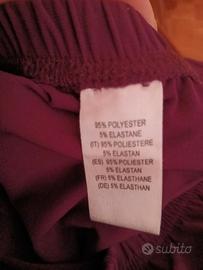 95% POLYESTER
5% ELASTANE
(IT) 95% POLIESTERE
5% ELASTAN
(ES) 95% POLIESTER
5% ELASTAN
(FR) 5% ELASTHANE
(DE) 5% ELASTHAN
subito